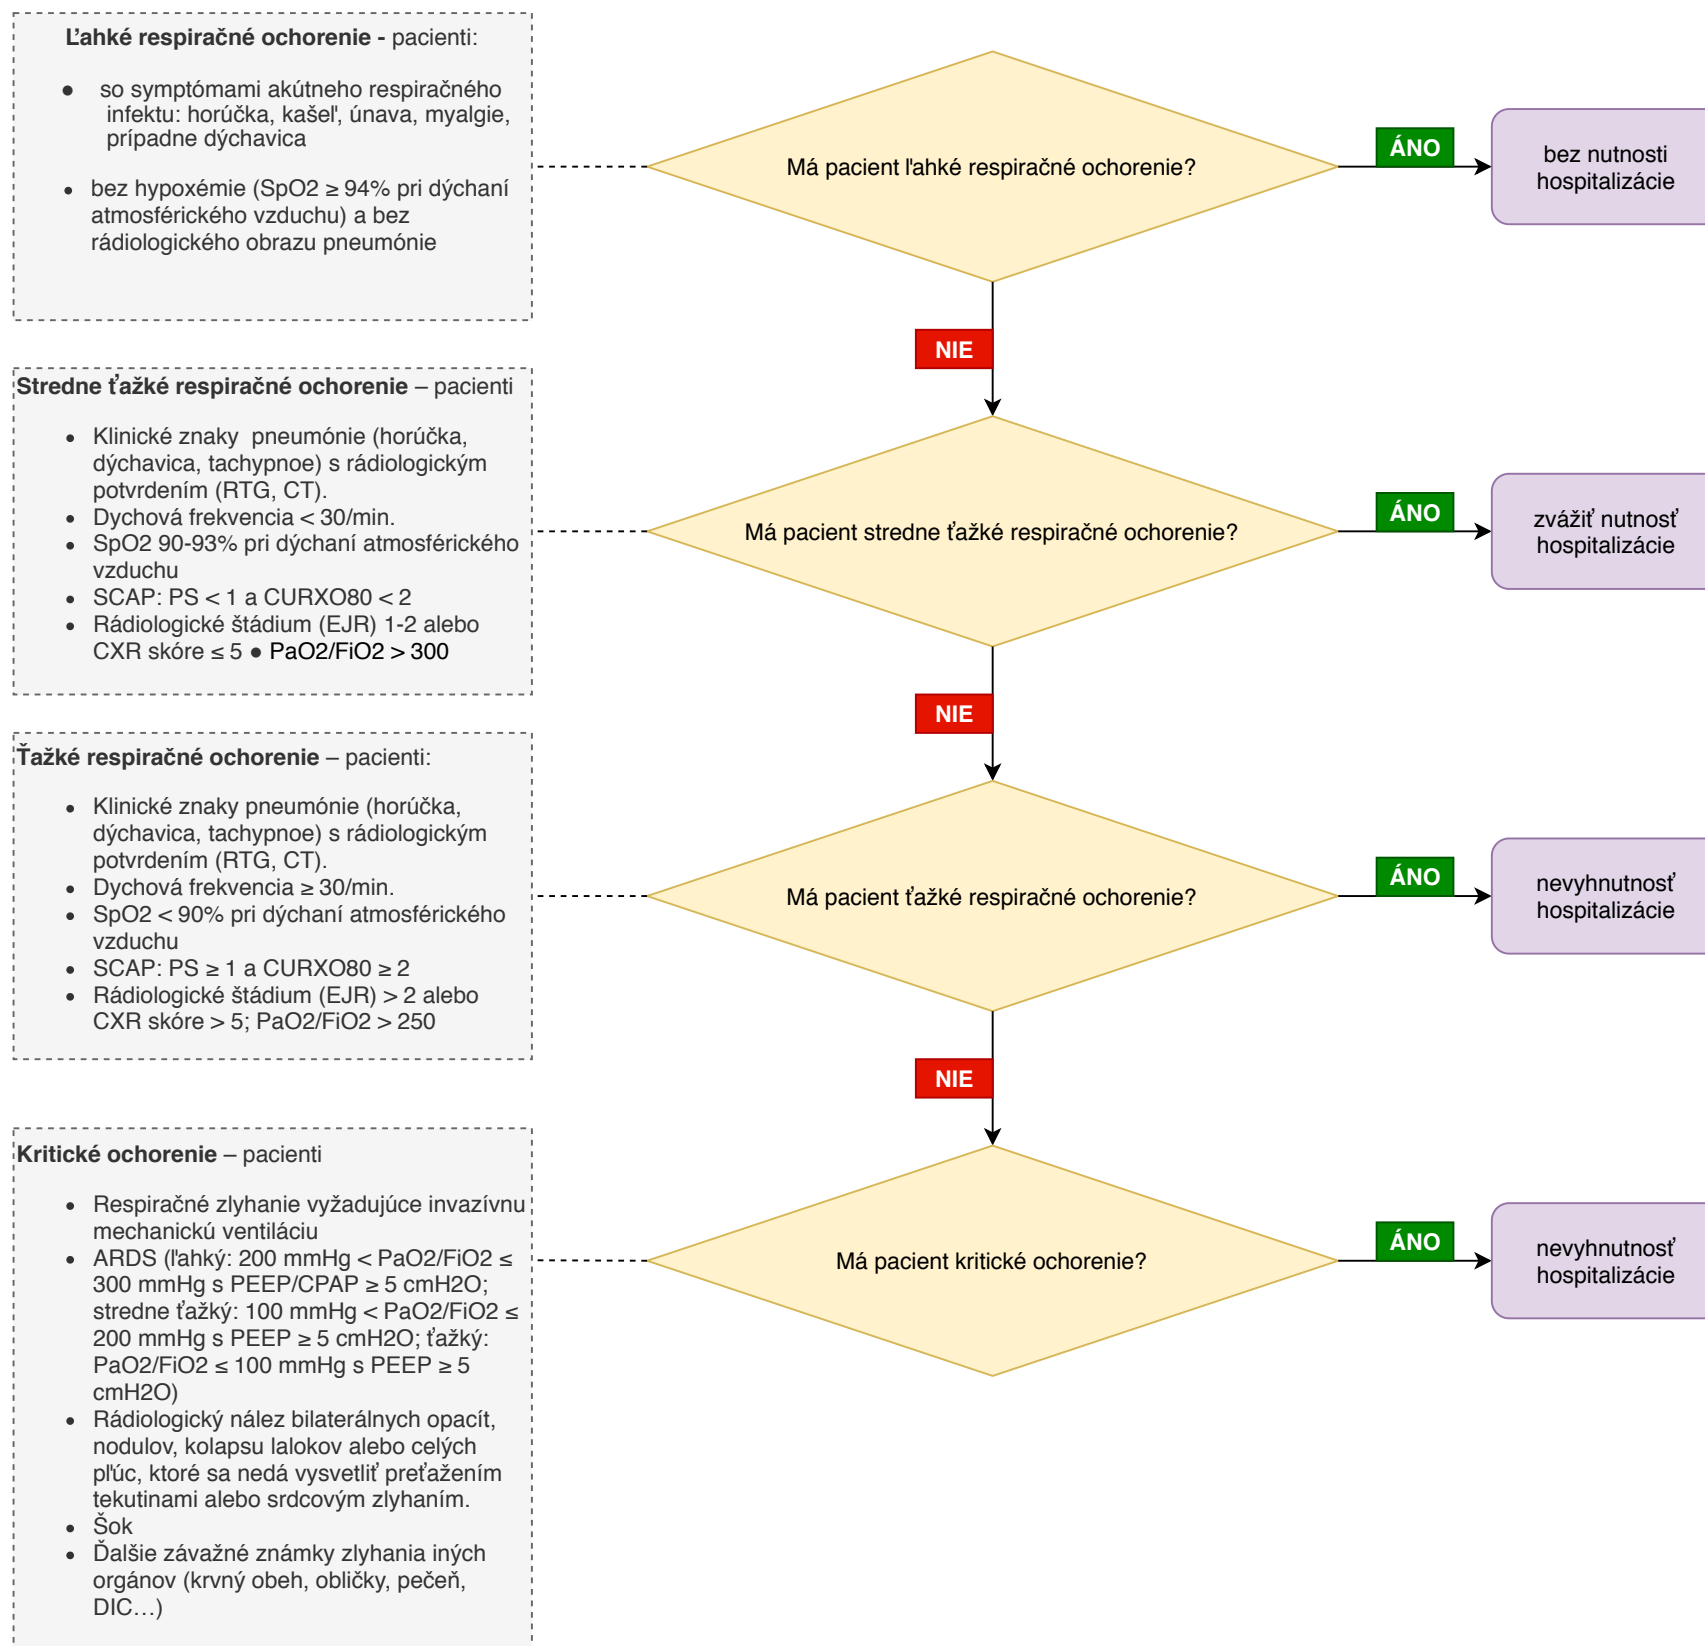 Ľahké respiračné ochorenie - pacienti:
● so symptómami akútneho respiračného
infektu: horúčka, kašeľ, únava, myalgie,
prípadne dýchavica
• bez hypoxémie (SpO2 ≥ 94% pri dýchaní
atmosférického vzduchu) a bez
rádiologického obrazu pneumónie
Má pacient ľahké respiračné ochorenie?
ÁNO
bez nutnosti
hospitalizácie
NIE
Stredne ťažké respiračné ochorenie – pacienti
• Klinické znaky pneumónie (horúčka,
dýchavica, tachypnoe) s rádiologickým
potvrdením (RTG, CT).
• Dychová frekvencia < 30/min.
• SpO2 90-93% pri dýchaní atmosférického
vzduchu
• SCAP: PS < 1 a CURXO80 < 2
• Rádiologické štádium (EJR) 1-2 alebo
CXR skóre ≤ 5 ● PaO2/FiO2 > 300
Má pacient stredne ťažké respiračné ochorenie?
ÁNO
zvážiť nutnosť
hospitalizácie
NIE
Ťažké respiračné ochorenie – pacienti:
• Klinické znaky pneumónie (horúčka,
dýchavica, tachypnoe) s rádiologickým
potvrdením (RTG, CT).
• Dychová frekvencia ≥ 30/min.
• SpO2 < 90% pri dýchaní atmosférického
vzduchu
• SCAP: PS ≥ 1 a CURXO80 ≥ 2
• Rádiologické štádium (EJR) > 2 alebo
CXR skóre > 5; PaO2/FiO2 > 250
Má pacient ťažké respiračné ochorenie?
ÁNO
nevyhnutnosť
hospitalizácie
NIE
Kritické ochorenie – pacienti
• Respiračné zlyhanie vyžadujúce invazívnu
mechanickú ventiláciu
• ARDS (ľahký: 200 mmHg < PaO2/FiO2 ≤
300 mmHg s PEEP/CPAP ≥ 5 cmH2O;
stredne ťažký: 100 mmHg < PaO2/FiO2 ≤
200 mmHg s PEEP ≥ 5 cmH2O; ťažký:
PaO2/FiO2 ≤ 100 mmHg s PEEP ≥ 5
cmH2O)
• Rádiologický nález bilaterálnych opacít,
nodulov, kolapsu lalokov alebo celých
pľúc, ktoré sa nedá vysvetliť preťažením
tekutinami alebo srdcovým zlyhaním.
• Šok
• Ďalšie závažné známky zlyhania iných
orgánov (krvný obeh, obličky, pečeň,
DIC…)
Má pacient kritické ochorenie?
ÁNO
nevyhnutnosť
hospitalizácie